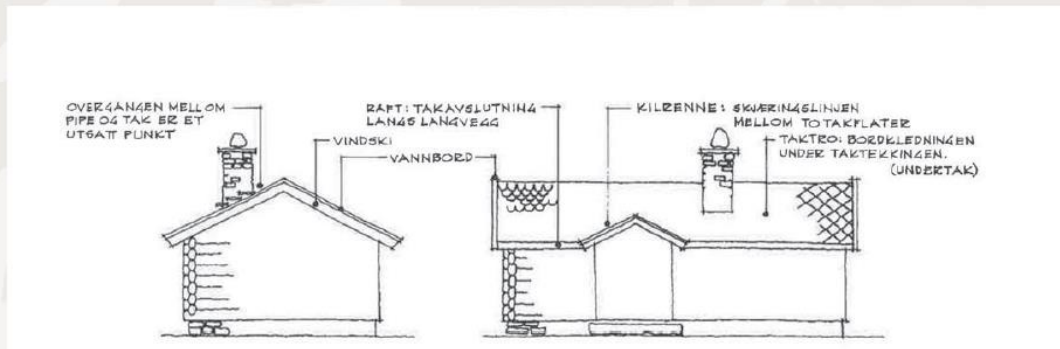 OVERGANGEN MELLOM
PIPE OG TAK ER ET
UTSATT PUNKT
VINDSKI
VANNBORD
RAFT: TAKAVSLUTNING
LANGS LANGVEGG
KILRENNE: SKJÆRINGSLINJEN
MELLOM TO TAKFLATER
TAKTRO: BORDKLEDNINGEN
UNDER TAKTEKKINGEN.
(UNDERTAK)